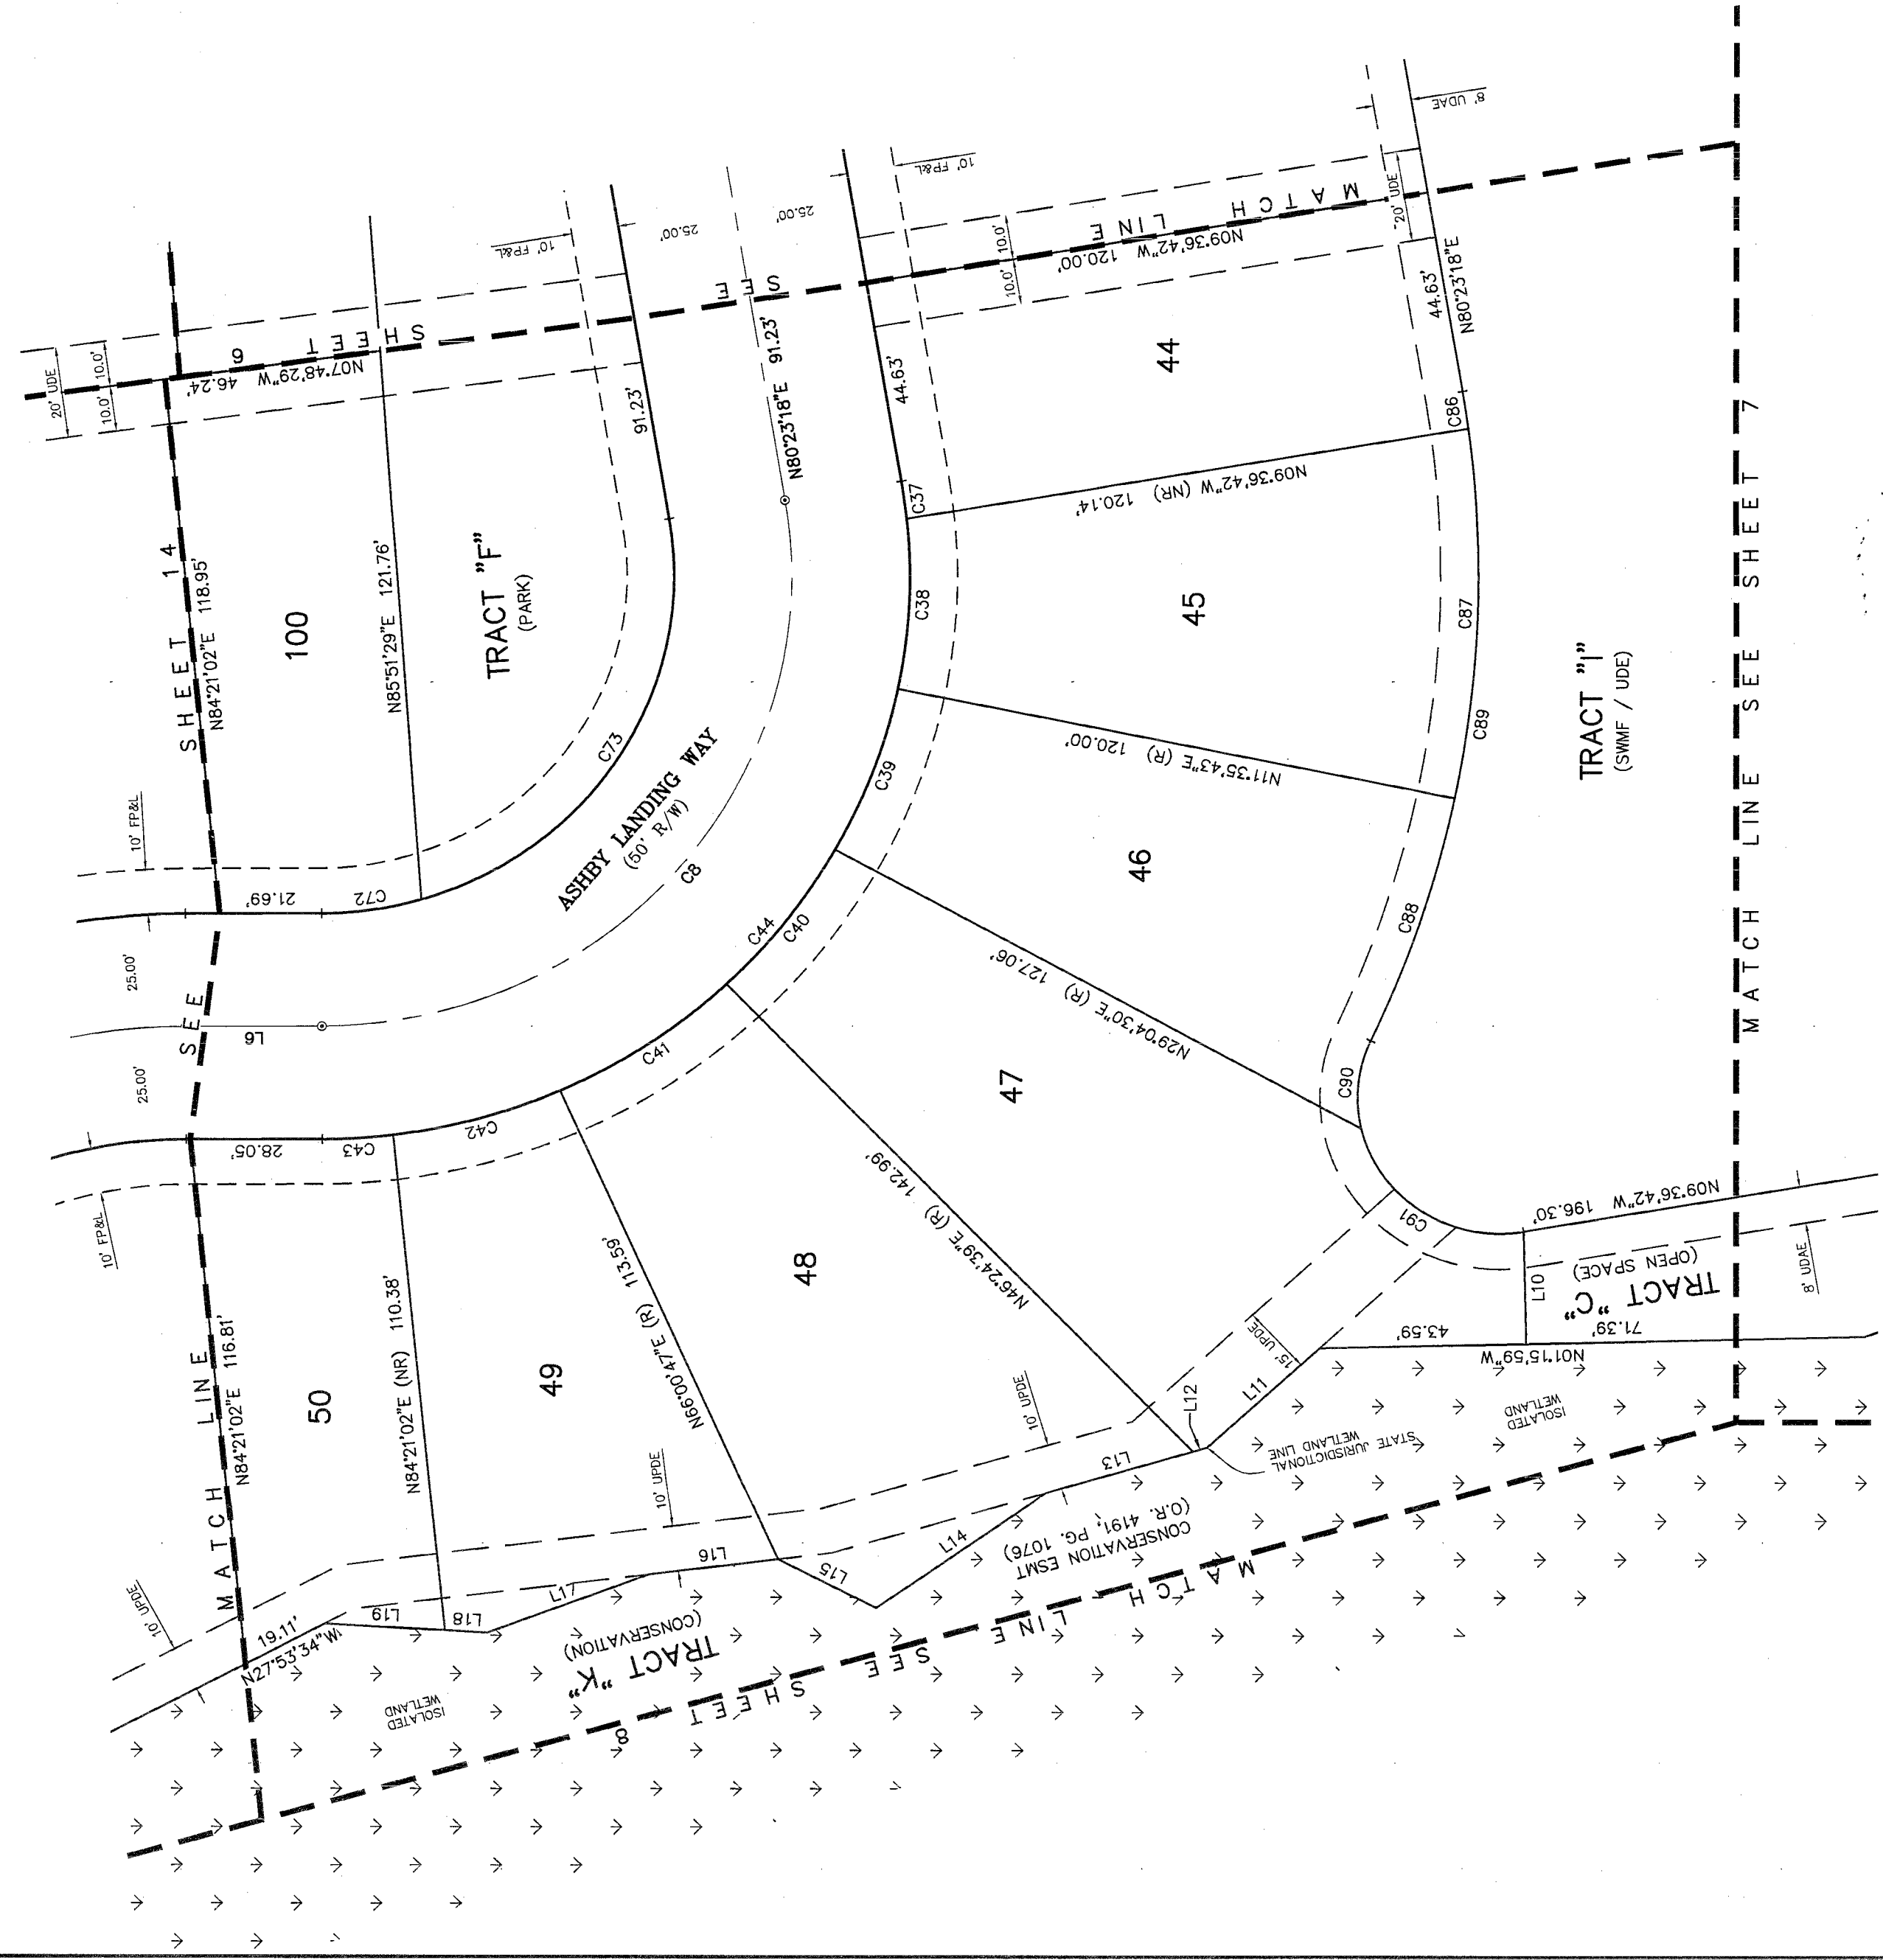 20' UDE
10.0' 10.0'
SEE SHEET 14
N84°21'02"E 118.95'
N07°48'29"W 46.24'
SEE SHEET 6
100
N85°51'29"E 121.76'
TRACT "F"
(PARK)
10' FP&L
10' FP&L
91.23'
25.00'
25.00'
N80°23'18"E 91.23'
MATCH LINE
N09°36'42"W 120.00'
10.0' 10.0'
10' FP&L
8' UDAE
20' UDE
44.63'
N80°23'18"E
44.63'
44
C86
C37
N09°36'42"W (NR) 120.14'
C38
45
C87
C89
C73
C72
21.69'
ASHBY LANDING WAY
(50' R/W)
C8
C39
N11°35'43"E (R) 120.00'
46
C88
TRACT "I"
(SWMF / UDE)
MATCH LINE SEE SHEET 7
25.00'
25.00'
L6
C44
C40
N29°04'30"E (R) 127.06'
C90
47
C41
C42
C43
28.05'
10' FP&L
N46°24'39"E (R) 142.99'
48
N66°00'47"E (R) 113.59'
49
N84°21'02"E (NR) 110.38'
50
MATCH LINE
N84°21'02"E 116.81'
C91
N09°36'42"W 196.30'
L10
TRACT "C"
(OPEN SPACE)
8' UDAE
43.59'
71.39'
N01°15'59"W
15' UPDE
L11
L12
L13
10' UPDE
L14
L15
L16
10' UPDE
L17
L18
L19
10' UPDE
19.11'
N27°53'34"W
STATE JURISDICTIONAL
WETLAND LINE
ISOLATED
WETLAND
CONSERVATION ESMT
(O.R. 4191, PG. 1076)
TRACT "K"
(CONSERVATION)
ISOLATED
WETLAND
MATCH LINE SEE SHEET 8